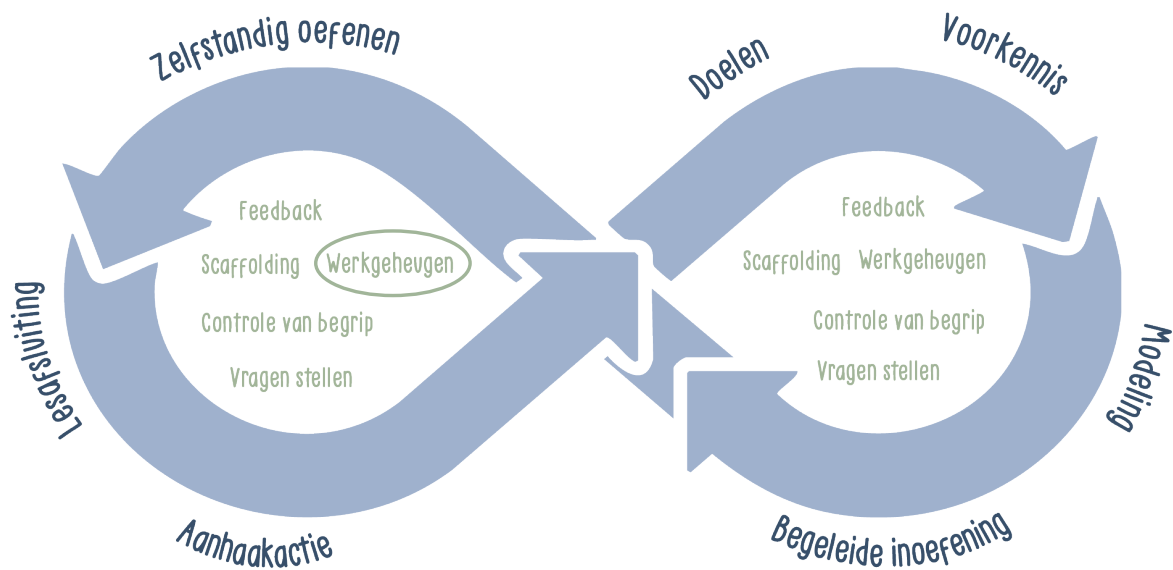 Zelfstandig oefenen
Doelen
Voorkennis
Feedback
Scaffolding
Werkgeheugen
Controle van begrip
Vragen stellen
Feedback
Scaffolding
Werkgeheugen
Controle van begrip
Vragen stellen
Lesafsluiting
Modeling
Aanhaakactie
Begeleide inoefening